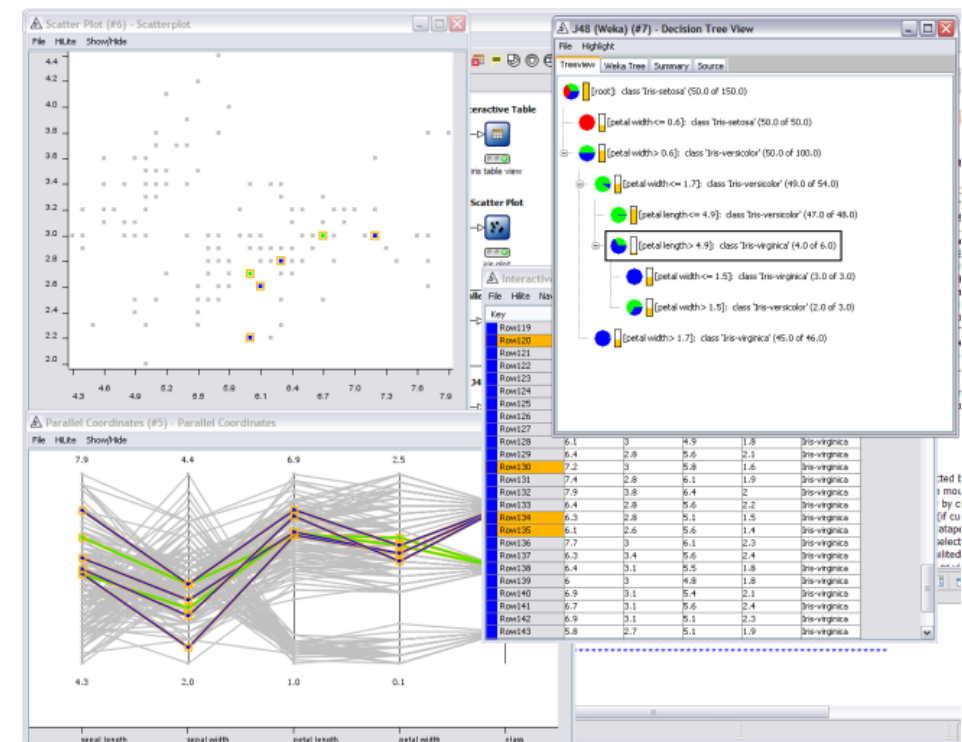 Scatter Plot (#6) - Scatterplot
File HiLite Show/Hide
4.4
4.2
4.0
3.8
3.6
3.4
3.2
3.0
2.8
2.6
2.4
2.2
2.0
4.3 4.6 4.9 5.2 5.5 5.8 6.1 6.4 6.7 7.0 7.3 7.6 7.9
Interactive Table
iris table view
Scatter Plot
J48 (Weka) (#7) - Decision Tree View
File Highlight
Treeview Weka Tree Summary Source
[root]: class 'Iris-setosa' (50.0 of 150.0)
[petal width<= 0.6]: class 'Iris-setosa' (50.0 of 50.0)
[petal width> 0.6]: class 'Iris-versicolor' (50.0 of 100.0)
[petal width<= 1.7]: class 'Iris-versicolor' (49.0 of 54.0)
[petal length<= 4.9]: class 'Iris-versicolor' (47.0 of 48.0)
[petal length> 4.9]: class 'Iris-virginica' (4.0 of 6.0)
[petal width<= 1.5]: class 'Iris-virginica' (3.0 of 3.0)
[petal width> 1.5]: class 'Iris-versicolor' (2.0 of 3.0)
[petal width> 1.7]: class 'Iris-virginica' (45.0 of 46.0)
Interactive
File Hilite
Key
Row119
Row120
Row121
Row122
Row123
Row124
Row125
Row126
Row127
Row128 6.1 3 4.9 1.8 Iris-virginica
Row129 6.4 2.8 5.6 2.1 Iris-virginica
Row130 7.2 3 5.8 1.6 Iris-virginica
Row131 7.4 2.8 6.1 1.9 Iris-virginica
Row132 7.9 3.8 6.4 2 Iris-virginica
Row133 6.4 2.8 5.6 2.2 Iris-virginica
Row134 6.3 2.8 5.1 1.5 Iris-virginica
Row135 6.1 2.6 5.6 1.4 Iris-virginica
Row136 7.7 3 6.1 2.3 Iris-virginica
Row137 6.3 3.4 5.6 2.4 Iris-virginica
Row138 6.4 3.1 5.5 1.8 Iris-virginica
Row139 6 3 4.8 1.8 Iris-virginica
Row140 6.9 3.1 5.4 2.1 Iris-virginica
Row141 6.7 3.1 5.6 2.4 Iris-virginica
Row142 6.9 3.1 5.1 2.3 Iris-virginica
Row143 5.8 2.7 5.1 1.9 Iris-virginica
Parallel Coordinates (#5) - Parallel Coordinates
File HiLite Show/Hide
7.9 4.4 6.9 2.5
4.3 2.0 1.0 0.1
sepal length sepal width petal length petal width class